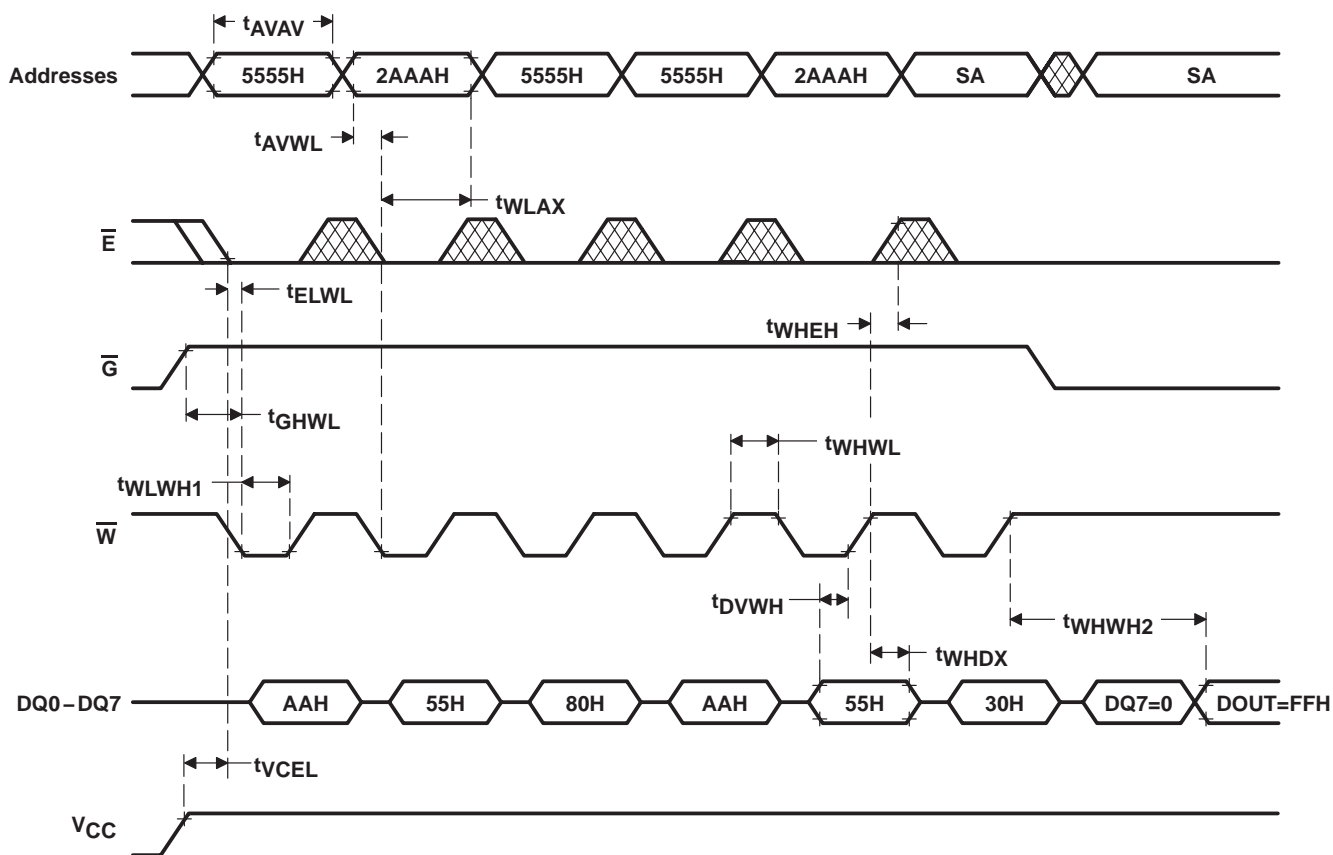 tAVAV
Addresses 5555H 2AAAH 5555H 5555H 2AAAH SA SA
tAVWL
tWLAX
E
tELWL
tWHEH
G
tGHWL
tWHWL
tWLWH1
W
tDVWH
tWHWH2
tWHDX
DQ0–DQ7 AAH 55H 80H AAH 55H 30H DQ7=0 DOUT=FFH
tVCEL
VCC